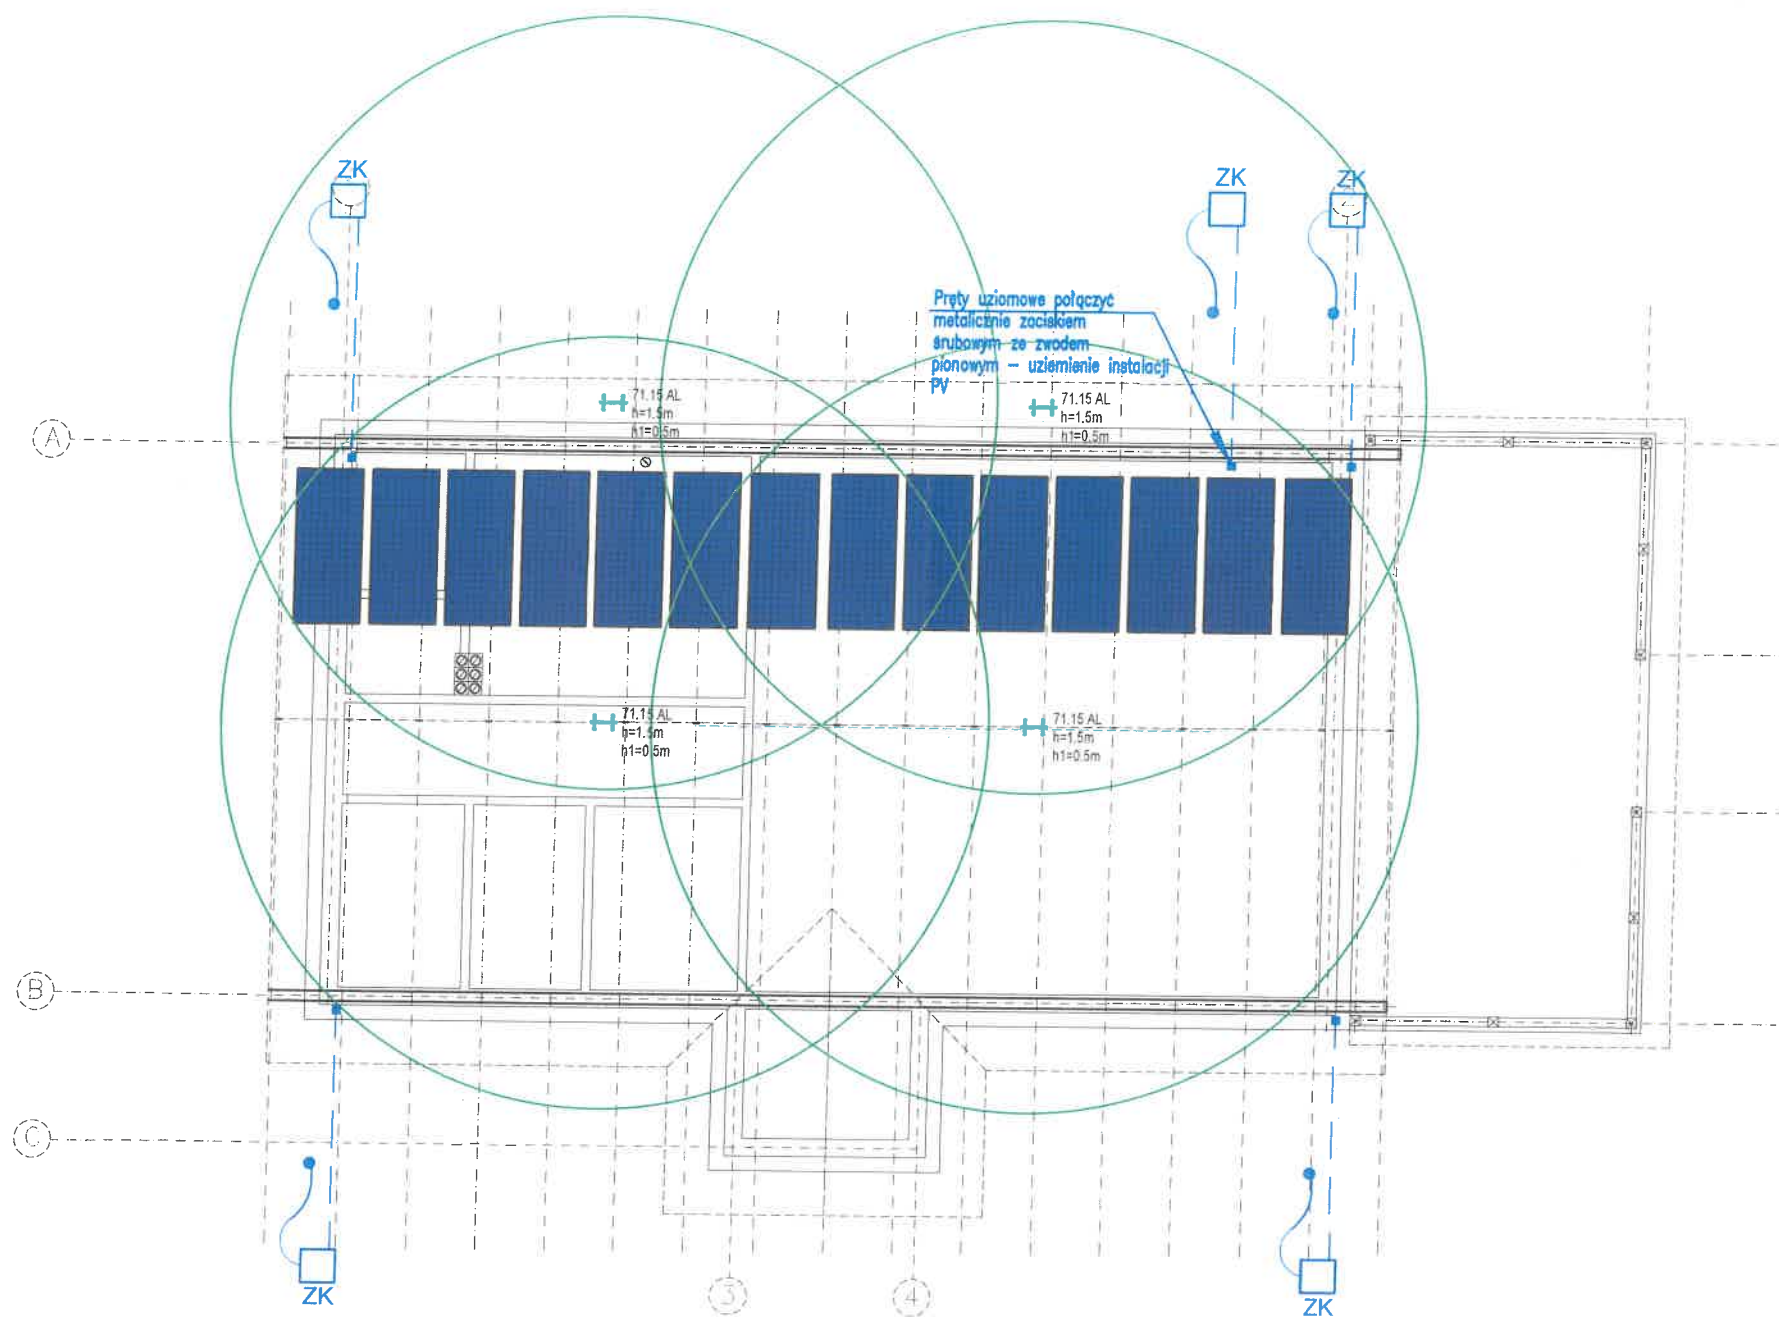 ZK
ZK
ZK
Pręty uziomowe połączyć
metalicznie zaciskiem
śrubowym ze zwodem
pionowym – uziemienie instalacji
PV
71.15 AL
h=1.5m
h1=0.5m
71.15 AL
h=1.5m
h1=0.5m
A
71.15 AL
h=1.5m
h1=0.5m
71.15 AL
h=1.5m
h1=0.5m
B
C
ZK
3
4
ZK